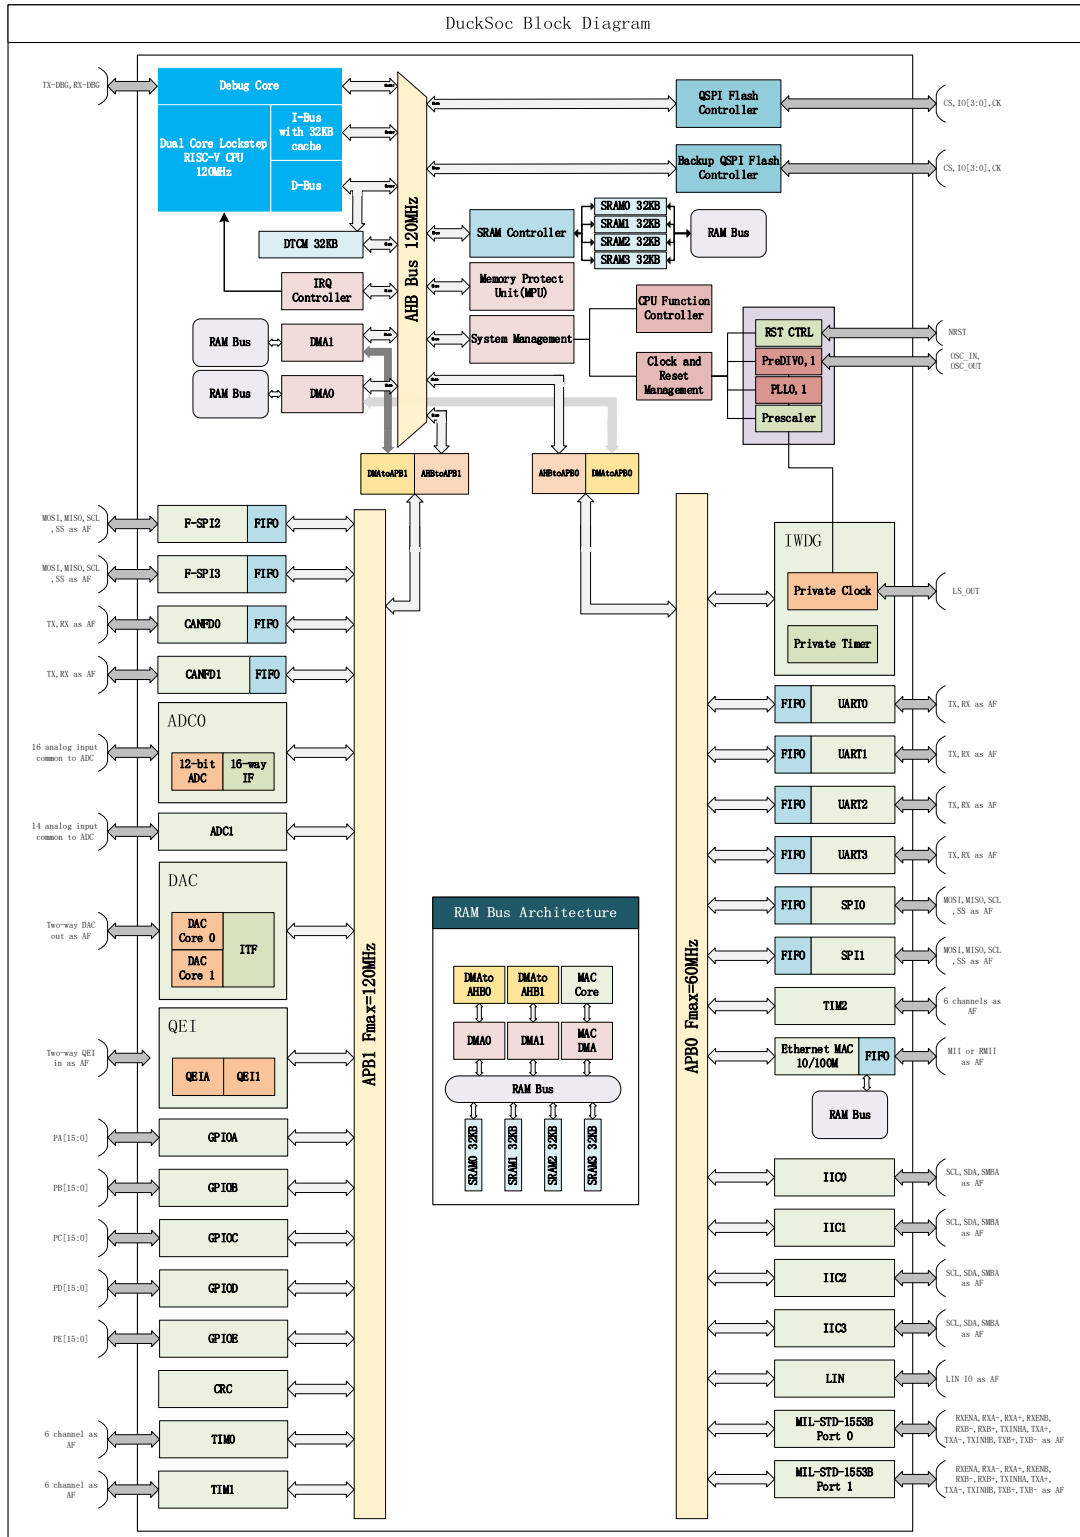 DuckSoc Block Diagram
TX-DBG,RX-DBG
Debug Core
Dual Core Lockstep
RISC-V CPU
120MHz
I-Bus
with 32KB
cache
D-Bus
DTCM 32KB
IRQ
Controller
RAM Bus
DMA1
RAM Bus
DMA0
AHB Bus 120MHz
QSPI Flash
Controller
CS,IO[3:0],CK
Backup QSPI Flash
Controller
CS,IO[3:0],CK
SRAM Controller
SRAM0 32KB
SRAM1 32KB
SRAM2 32KB
SRAM3 32KB
RAM Bus
Memory Protect
Unit(MPU)
System Management
CPU Function
Controller
Clock and
Reset
Management
RST CTRL
PreDIV0,1
PLL0,1
Prescaler
NRST
OSC_IN,
OSC_OUT
DMAtoAPB1
AHBtoAPB1
AHBtoAPB0
DMAtoAPB0
MOSI,MISO,SCL
,SS as AF
F-SPI2
FIFO
MOSI,MISO,SCL
,SS as AF
F-SPI3
FIFO
TX,RX as AF
CANFD0
FIFO
TX,RX as AF
CANFD1
FIFO
16 analog input
common to ADC
ADC0
12-bit
ADC
16-way
IF
14 analog input
common to ADC
ADC1
Two-way DAC
out as AF
DAC
DAC
Core 0
DAC
Core 1
ITF
Two-way QEI
in as AF
QEI
QEIA
QEI1
PA[15:0]
GPIOA
PB[15:0]
GPIOB
PC[15:0]
GPIOC
PD[15:0]
GPIOD
PE[15:0]
GPIOE
CRC
6 channel as
AF
TIM0
6 channel as
AF
TIM1
APB1 Fmax=120MHz
RAM Bus Architecture
DMAto
AHB0
DMAto
AHB1
MAC
Core
DMA0
DMA1
MAC
DMA
RAM Bus
SRAM0 32KB
SRAM1 32KB
SRAM2 32KB
SRAM3 32KB
APB0 Fmax=60MHz
IWDG
Private Clock
Private Timer
LS_OUT
FIFO
UART0
TX,RX as AF
FIFO
UART1
TX,RX as AF
FIFO
UART2
TX,RX as AF
FIFO
UART3
TX,RX as AF
FIFO
SPI0
MOSI,MISO,SCL
,SS as AF
FIFO
SPI1
MOSI,MISO,SCL
,SS as AF
TIM2
6 channels as
AF
Ethernet MAC
10/100M
FIFO
MII or RMII
as AF
RAM Bus
IIC0
SCL,SDA,SMBA
as AF
IIC1
SCL,SDA,SMBA
as AF
IIC2
SCL,SDA,SMBA
as AF
IIC3
SCL,SDA,SMBA
as AF
LIN
LIN IO as AF
MIL-STD-1553B
Port 0
RXENA,RXA-,RXA+,RXENB,
RXB-,RXB+,TXINHA,TXA+,
TXA-,TXINHB,TXB+,TXB- as AF
MIL-STD-1553B
Port 1
RXENA,RXA-,RXA+,RXENB,
RXB-,RXB+,TXINHA,TXA+,
TXA-,TXINHB,TXB+,TXB- as AF